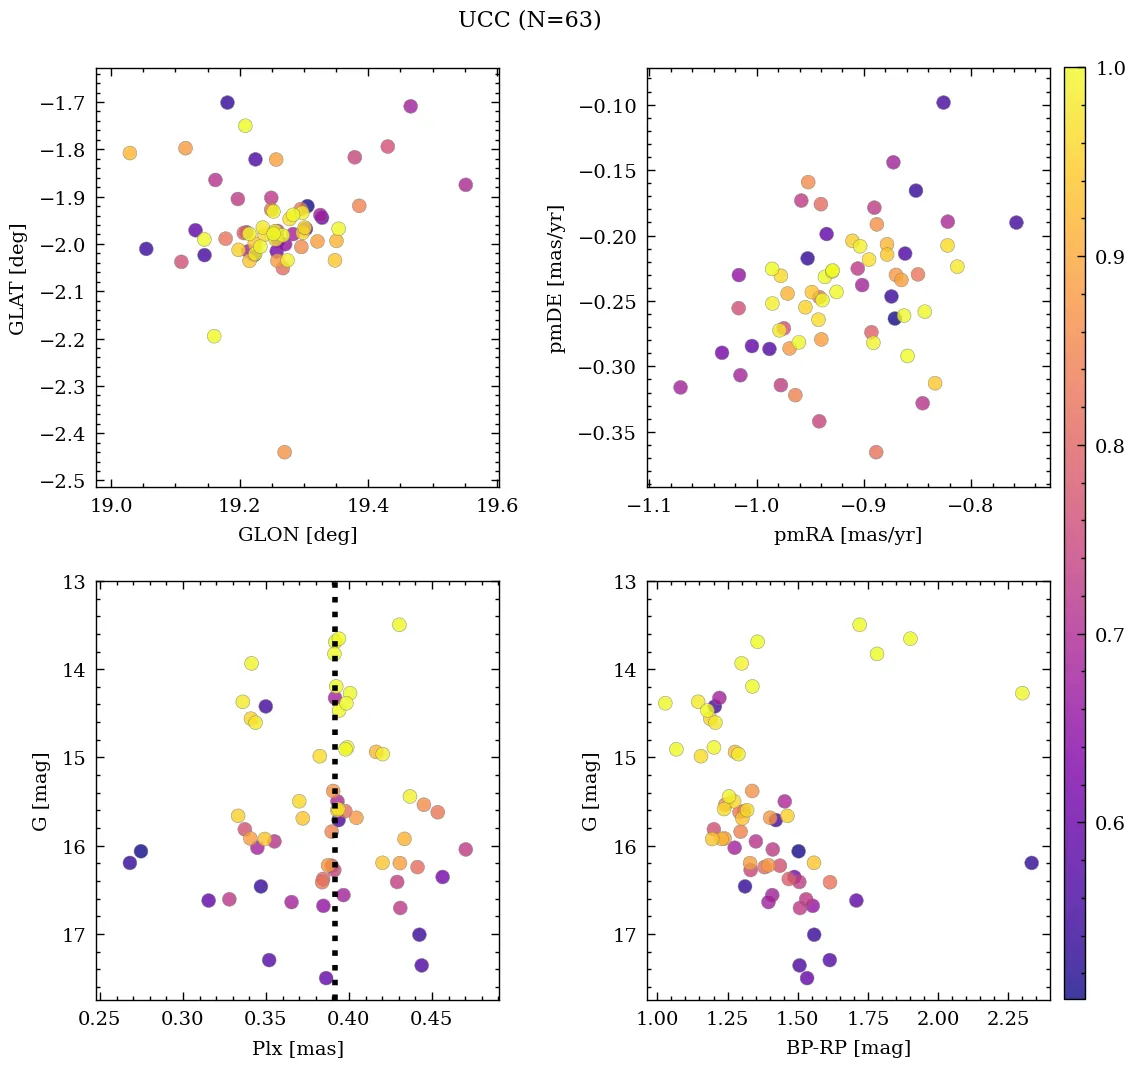 UCC (N=63)
−1.7
−1.8
−1.9
−2.0
−2.1
−2.2
−2.3
−2.4
−2.5
GLAT [deg]
19.0 19.2 19.4 19.6
GLON [deg]
−0.10
−0.15
−0.20
−0.25
−0.30
−0.35
pmDE [mas/yr]
−1.1 −1.0 −0.9 −0.8
pmRA [mas/yr]
13
14
15
16
17
G [mag]
0.25 0.30 0.35 0.40 0.45
Plx [mas]
13
14
15
16
17
G [mag]
1.00 1.25 1.50 1.75 2.00 2.25
BP-RP [mag]
1.0
0.9
0.8
0.7
0.6